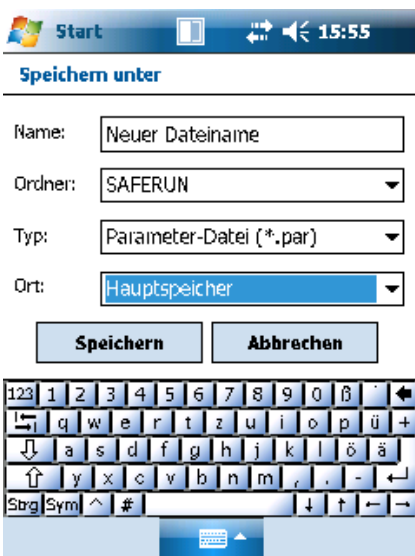 Start 15:55
Speichern unter
Name: Neuer Dateiname
Ordner: SAFERUN
Typ: Parameter-Datei (*.par)
Ort: Hauptspeicher
Speichern Abbrechen
123 1 2 3 4 5 6 7 8 9 0 ß ´
q w e r t z u i o p ü +
a s d f g h j k l ö ä
y x c v b n m , . -
Strg Sym ^ #